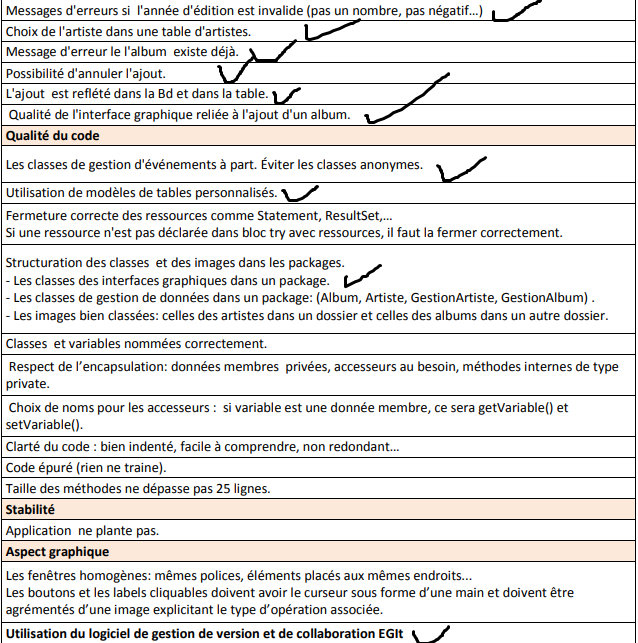 Messages d'erreurs si l'année d'édition est invalide (pas un nombre, pas négatif...)
Choix de l'artiste dans une table d'artistes.
Message d'erreur le l'album existe déjà.
Possibilité d'annuler l'ajout.
L'ajout est reflété dans la Bd et dans la table.
Qualité de l'interface graphique reliée à l'ajout d'un album.
Qualité du code
Les classes de gestion d'événements à part. Éviter les classes anonymes.
Utilisation de modèles de tables personnalisés.
Fermeture correcte des ressources comme Statement, ResultSet,...
Si une ressource n'est pas déclarée dans bloc try avec ressources, il faut la fermer correctement.
Structuration des classes et des images dans les packages.
- Les classes des interfaces graphiques dans un package.
- Les classes de gestion de données dans un package: (Album, Artiste, GestionArtiste, GestionAlbum) .
- Les images bien classées: celles des artistes dans un dossier et celles des albums dans un autre dossier.
Classes et variables nommées correctement.
Respect de l'encapsulation: données membres privées, accesseurs au besoin, méthodes internes de type
private.
Choix de noms pour les accesseurs : si variable est une donnée membre, ce sera getVariable() et
setVariable().
Clarté du code : bien indenté, facile à comprendre, non redondant...
Code épuré (rien ne traine).
Taille des méthodes ne dépasse pas 25 lignes.
Stabilité
Application ne plante pas.
Aspect graphique
Les fenêtres homogènes: mêmes polices, éléments placés aux mêmes endroits...
Les boutons et les labels cliquables doivent avoir le curseur sous forme d'une main et doivent être
agrémentés d'une image explicitant le type d'opération associée.
Utilisation du logiciel de gestion de version et de collaboration EGIt